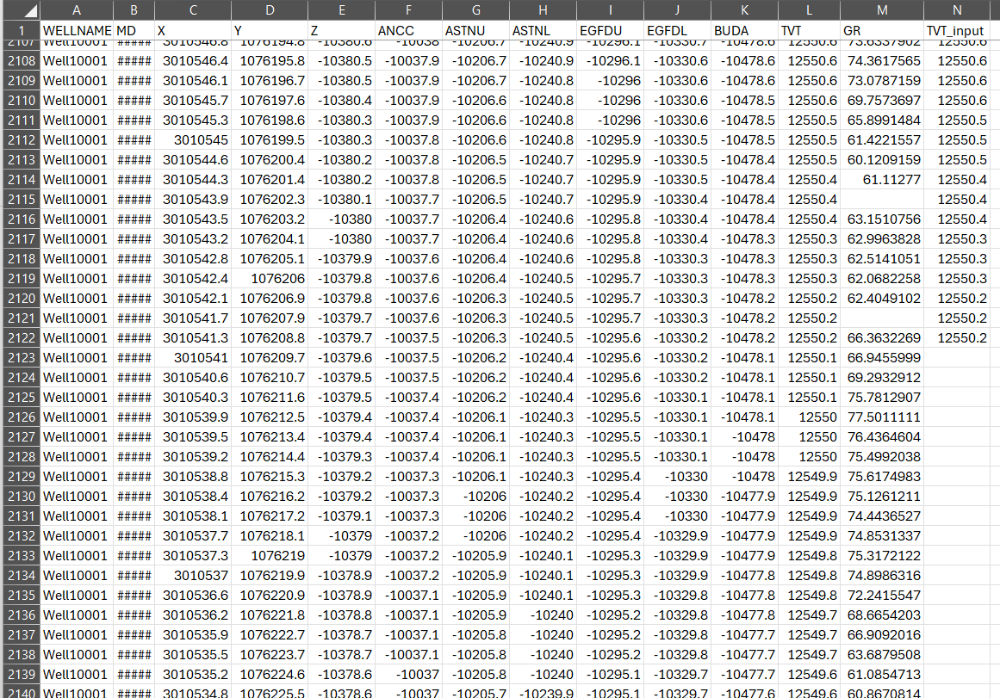 A B C D E F G H I J K L M N
1 WELLNAME MD X Y Z ANCC ASTNU ASTNL EGFDU EGFDL BUDA TVT GR TVT_input
2107 Well10001 ##### 3010546.8 1076194.8 -10380.6 -10038 -10206.7 -10240.9 -10296.1 -10330.7 -10478.6 12550.6 73.6337902 12550.6
2108 Well10001 ##### 3010546.4 1076195.8 -10380.5 -10037.9 -10206.7 -10240.9 -10296.1 -10330.6 -10478.6 12550.6 74.3617565 12550.6
2109 Well10001 ##### 3010546.1 1076196.7 -10380.5 -10037.9 -10206.7 -10240.8 -10296 -10330.6 -10478.6 12550.6 73.0787159 12550.6
2110 Well10001 ##### 3010545.7 1076197.6 -10380.4 -10037.9 -10206.6 -10240.8 -10296 -10330.6 -10478.5 12550.6 69.7573697 12550.6
2111 Well10001 ##### 3010545.3 1076198.6 -10380.3 -10037.9 -10206.6 -10240.8 -10296 -10330.6 -10478.5 12550.5 65.8991484 12550.5
2112 Well10001 ##### 3010545 1076199.5 -10380.3 -10037.8 -10206.6 -10240.8 -10295.9 -10330.5 -10478.5 12550.5 61.4221557 12550.5
2113 Well10001 ##### 3010544.6 1076200.4 -10380.2 -10037.8 -10206.5 -10240.7 -10295.9 -10330.5 -10478.4 12550.5 60.1209159 12550.5
2114 Well10001 ##### 3010544.3 1076201.4 -10380.2 -10037.8 -10206.5 -10240.7 -10295.9 -10330.5 -10478.4 12550.4 61.11277 12550.4
2115 Well10001 ##### 3010543.9 1076202.3 -10380.1 -10037.7 -10206.5 -10240.7 -10295.9 -10330.4 -10478.4 12550.4 12550.4
2116 Well10001 ##### 3010543.5 1076203.2 -10380 -10037.7 -10206.4 -10240.6 -10295.8 -10330.4 -10478.4 12550.4 63.1510756 12550.4
2117 Well10001 ##### 3010543.2 1076204.1 -10380 -10037.7 -10206.4 -10240.6 -10295.8 -10330.4 -10478.3 12550.3 62.9963828 12550.3
2118 Well10001 ##### 3010542.8 1076205.1 -10379.9 -10037.6 -10206.4 -10240.6 -10295.8 -10330.3 -10478.3 12550.3 62.5141051 12550.3
2119 Well10001 ##### 3010542.4 1076206 -10379.8 -10037.6 -10206.4 -10240.5 -10295.7 -10330.3 -10478.3 12550.3 62.0682258 12550.3
2120 Well10001 ##### 3010542.1 1076206.9 -10379.8 -10037.6 -10206.3 -10240.5 -10295.7 -10330.3 -10478.2 12550.2 62.4049102 12550.2
2121 Well10001 ##### 3010541.7 1076207.9 -10379.7 -10037.6 -10206.3 -10240.5 -10295.7 -10330.3 -10478.2 12550.2 12550.2
2122 Well10001 ##### 3010541.3 1076208.8 -10379.7 -10037.5 -10206.3 -10240.5 -10295.6 -10330.2 -10478.2 12550.2 66.3632269 12550.2
2123 Well10001 ##### 3010541 1076209.7 -10379.6 -10037.5 -10206.2 -10240.4 -10295.6 -10330.2 -10478.1 12550.1 66.9455999
2124 Well10001 ##### 3010540.6 1076210.7 -10379.5 -10037.5 -10206.2 -10240.4 -10295.6 -10330.2 -10478.1 12550.1 69.2932912
2125 Well10001 ##### 3010540.3 1076211.6 -10379.5 -10037.4 -10206.2 -10240.4 -10295.6 -10330.1 -10478.1 12550.1 75.7812907
2126 Well10001 ##### 3010539.9 1076212.5 -10379.4 -10037.4 -10206.1 -10240.3 -10295.5 -10330.1 -10478.1 12550 77.5011111
2127 Well10001 ##### 3010539.5 1076213.4 -10379.4 -10037.4 -10206.1 -10240.3 -10295.5 -10330.1 -10478 12550 76.4364604
2128 Well10001 ##### 3010539.2 1076214.4 -10379.3 -10037.4 -10206.1 -10240.3 -10295.5 -10330.1 -10478 12550 75.4992038
2129 Well10001 ##### 3010538.8 1076215.3 -10379.2 -10037.3 -10206.1 -10240.3 -10295.4 -10330 -10478 12549.9 75.6174983
2130 Well10001 ##### 3010538.4 1076216.2 -10379.2 -10037.3 -10206 -10240.2 -10295.4 -10330 -10477.9 12549.9 75.1261211
2131 Well10001 ##### 3010538.1 1076217.2 -10379.1 -10037.3 -10206 -10240.2 -10295.4 -10330 -10477.9 12549.9 74.4436527
2132 Well10001 ##### 3010537.7 1076218.1 -10379 -10037.2 -10206 -10240.2 -10295.4 -10329.9 -10477.9 12549.9 74.8531337
2133 Well10001 ##### 3010537.3 1076219 -10379 -10037.2 -10205.9 -10240.1 -10295.3 -10329.9 -10477.9 12549.8 75.3172122
2134 Well10001 ##### 3010537 1076219.9 -10378.9 -10037.2 -10205.9 -10240.1 -10295.3 -10329.9 -10477.8 12549.8 74.8986316
2135 Well10001 ##### 3010536.6 1076220.9 -10378.9 -10037.1 -10205.9 -10240.1 -10295.3 -10329.8 -10477.8 12549.8 72.2415547
2136 Well10001 ##### 3010536.2 1076221.8 -10378.8 -10037.1 -10205.9 -10240 -10295.2 -10329.8 -10477.8 12549.7 68.6654203
2137 Well10001 ##### 3010535.9 1076222.7 -10378.7 -10037.1 -10205.8 -10240 -10295.2 -10329.8 -10477.8 12549.7 66.9092016
2138 Well10001 ##### 3010535.5 1076223.7 -10378.7 -10037.1 -10205.8 -10240 -10295.2 -10329.8 -10477.7 12549.7 63.6879508
2139 Well10001 ##### 3010535.2 1076224.6 -10378.6 -10037 -10205.8 -10240 -10295.1 -10329.7 -10477.7 12549.6 61.0854713
2140 Well10001 ##### 3010534.8 1076225.5 -10378.6 -10037 -10205.7 -10239.9 -10295.1 -10329.7 -10477.6 12549.6 60.8670814